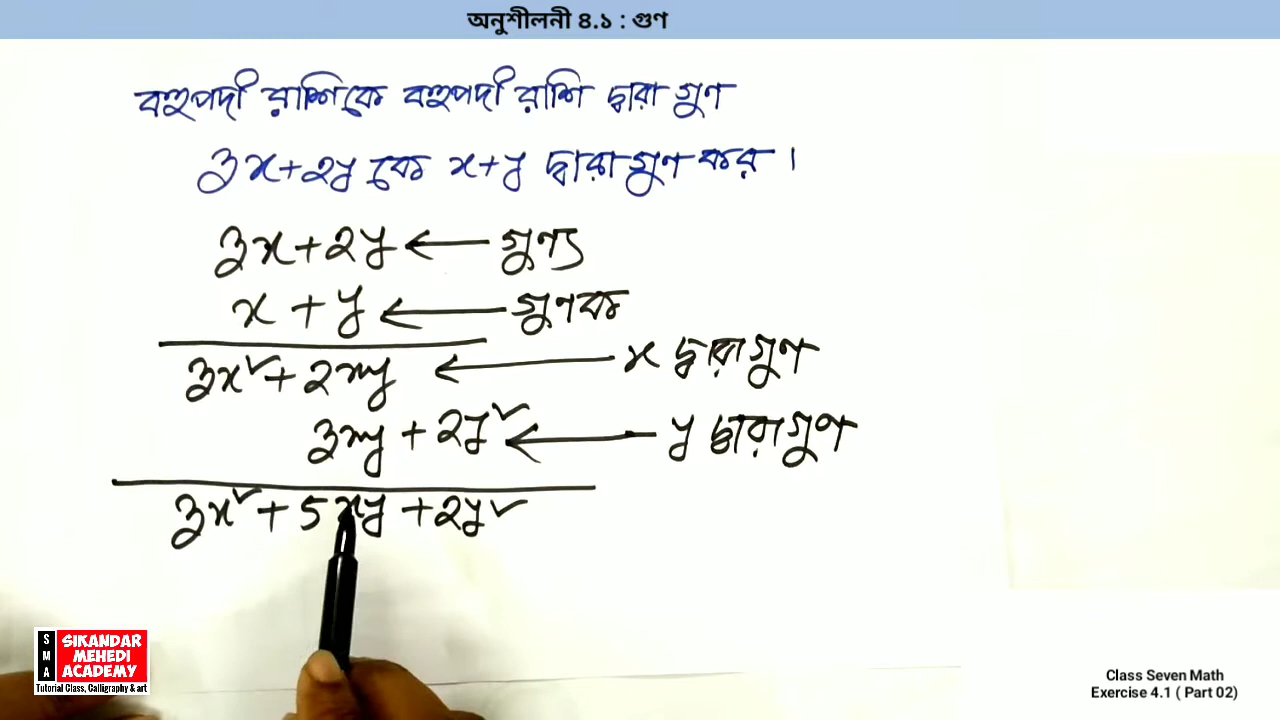 অনুশীলনী ৪.১ : গুণ
বহুপদী রাশিকে বহুপদী রাশি দ্বারা গুণ
3x+2y কে x+y দ্বারা গুণ কর ।
3x+2y ← গুণ্য
x + y ← গুণক
3x²+2xy ← x দ্বারা গুণ
3xy + 2y² ← y দ্বারা গুণ
3x² + 5xy + 2y²
SMA
SIKANDAR
MEHEDI
ACADEMY
Tutorial Class, Calligraphy & art
Class Seven Math
Exercise 4.1 ( Part 02)